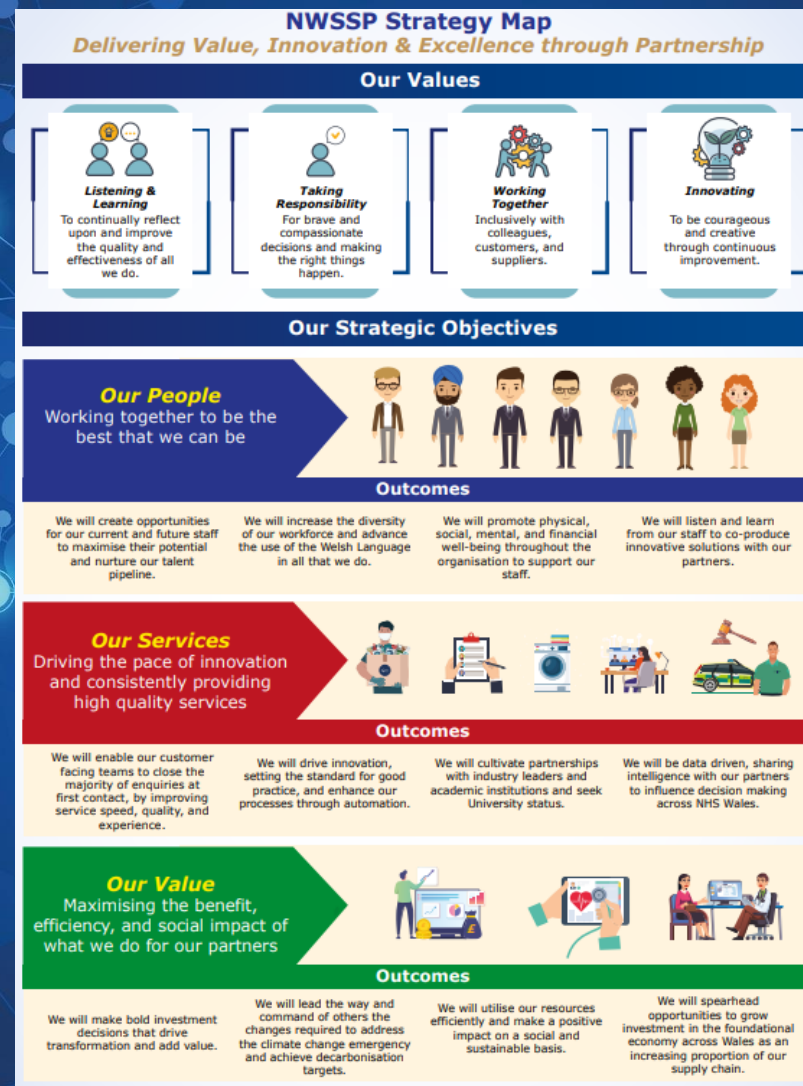 NWSSP Strategy Map
Delivering Value, Innovation & Excellence through Partnership
Our Values
Listening &
Learning
To continually reflect
upon and improve
the quality and
effectiveness of all
we do.
Taking
Responsibility
For brave and
compassionate
decisions and making
the right things
happen.
Working
Together
Inclusively with
colleagues,
customers, and
suppliers.
Innovating
To be courageous
and creative
through continuous
improvement.
Our Strategic Objectives
Our People
Working together to be the
best that we can be
Outcomes
We will create opportunities
for our current and future staff
to maximise their potential
and nurture our talent
pipeline.
We will increase the diversity
of our workforce and advance
the use of the Welsh Language
in all that we do.
We will promote physical,
social, mental, and financial
well-being throughout the
organisation to support our
staff.
We will listen and learn
from our staff to co-produce
innovative solutions with our
partners.
Our Services
Driving the pace of innovation
and consistently providing
high quality services
Outcomes
We will enable our customer
facing teams to close the
majority of enquiries at
first contact, by improving
service speed, quality, and
experience.
We will drive innovation,
setting the standard for good
practice, and enhance our
processes through automation.
We will cultivate partnerships
with industry leaders and
academic institutions and seek
University status.
We will be data driven, sharing
intelligence with our partners
to influence decision making
across NHS Wales.
Our Value
Maximising the benefit,
efficiency, and social impact of
what we do for our partners
£
Outcomes
We will make bold investment
decisions that drive
transformation and add value.
We will lead the way and
command of others the
changes required to address
the climate change emergency
and achieve decarbonisation
targets.
We will utilise our resources
efficiently and make a positive
impact on a social and
sustainable basis.
We will spearhead
opportunities to grow
investment in the foundational
economy across Wales as an
increasing proportion of our
supply chain.